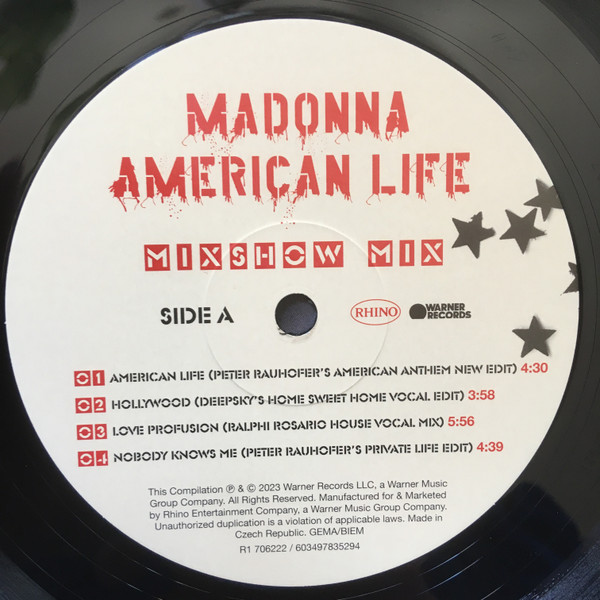 MADONNA
AMERICAN LIFE
MIXSHOW MIX
SIDE A
RHINO
WARNER
RECORDS
01 AMERICAN LIFE (PETER RAUHOFER'S AMERICAN ANTHEM NEW EDIT) 4:30
02 HOLLYWOOD (DEEPSKY'S HOME SWEET HOME VOCAL EDIT) 3:58
03 LOVE PROFUSION (RALPHI ROSARIO HOUSE VOCAL MIX) 5:56
04 NOBODY KNOWS ME (PETER RAUHOFER'S PRIVATE LIFE EDIT) 4:39
This Compilation ℗ & © 2023 Warner Records LLC, a Warner Music
Group Company. All Rights Reserved. Manufactured for & Marketed
by Rhino Entertainment Company, a Warner Music Group Company.
Unauthorized duplication is a violation of applicable laws. Made in
Czech Republic. GEMA/BIEM
R1 706222 / 603497835294